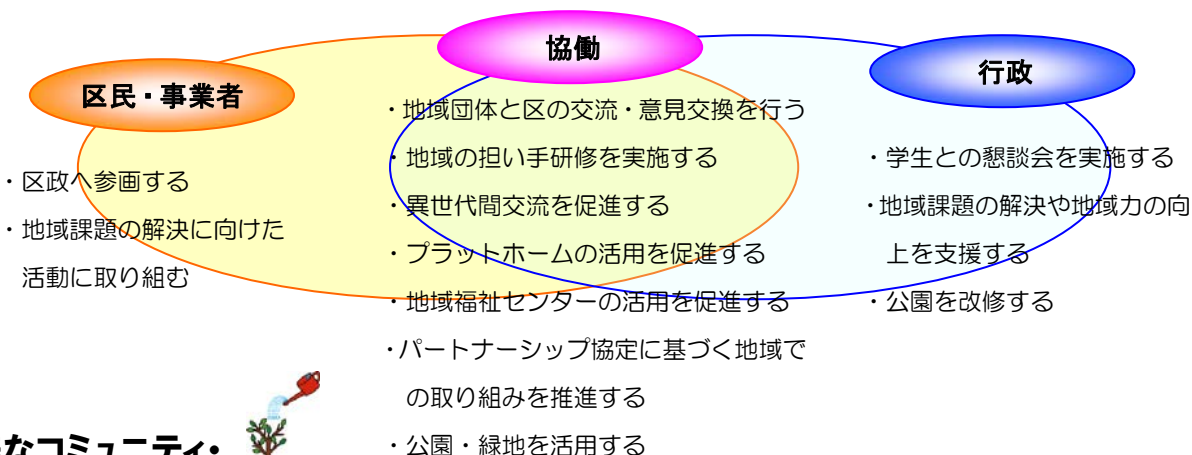 協働
区民・事業者
行政
・区政へ参画する
・地域課題の解決に向けた
活動に取り組む
・地域団体と区の交流・意見交換を行う
・地域の担い手研修を実施する
・異世代間交流を促進する
・プラットホームの活用を促進する
・地域福祉センターの活用を促進する
・パートナーシップ協定に基づく地域で
の取り組みを推進する
・公園・緑地を活用する
・学生との懇談会を実施する
・地域課題の解決や地域力の向
上を支援する
・公園を改修する
なコミュニティ・